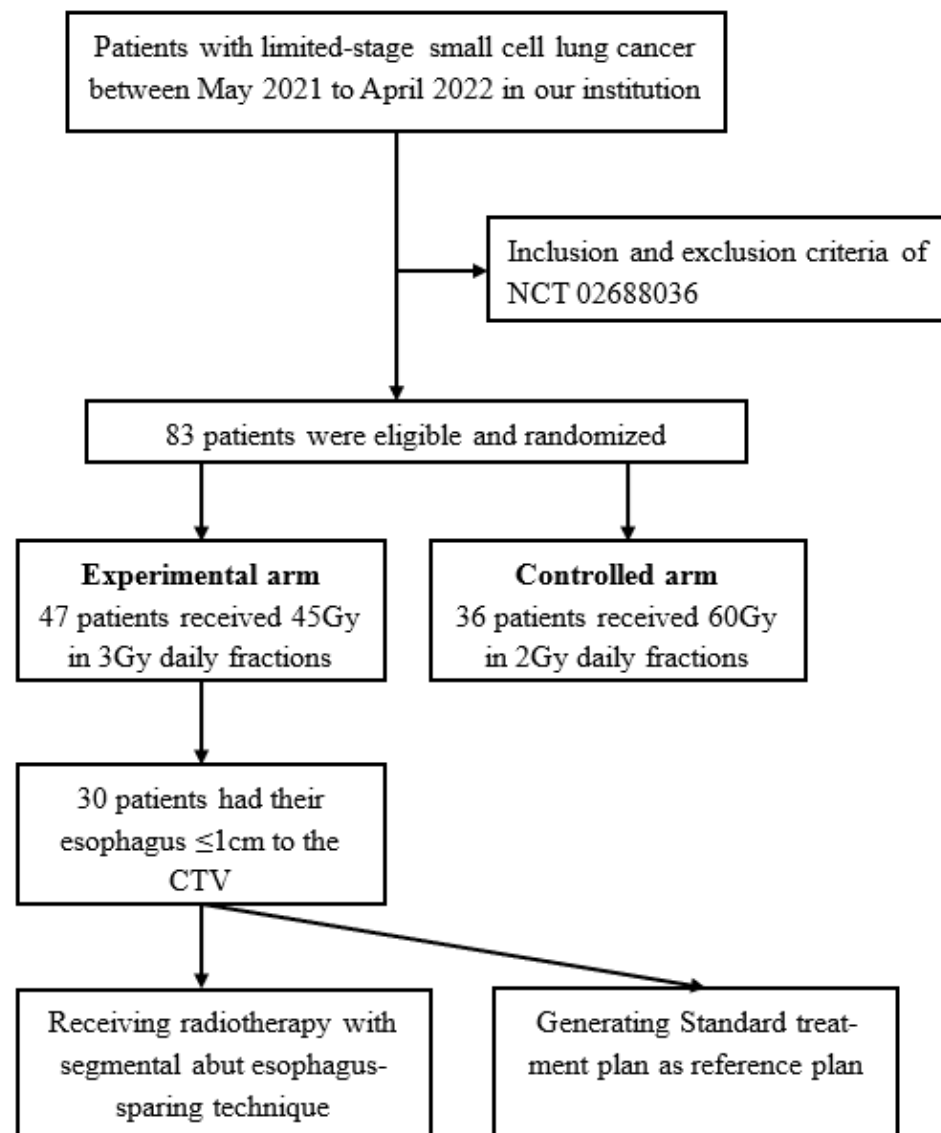 Patients with limited-stage small cell lung cancer
between May 2021 to April 2022 in our institution
Inclusion and exclusion criteria of
NCT 02688036
83 patients were eligible and randomized
Experimental arm
47 patients received 45Gy
in 3Gy daily fractions
Controlled arm
36 patients received 60Gy
in 2Gy daily fractions
30 patients had their
esophagus ≤1cm to the
CTV
Receiving radiotherapy with
segmental abut esophagus-
sparing technique
Generating Standard treat-
ment plan as reference plan